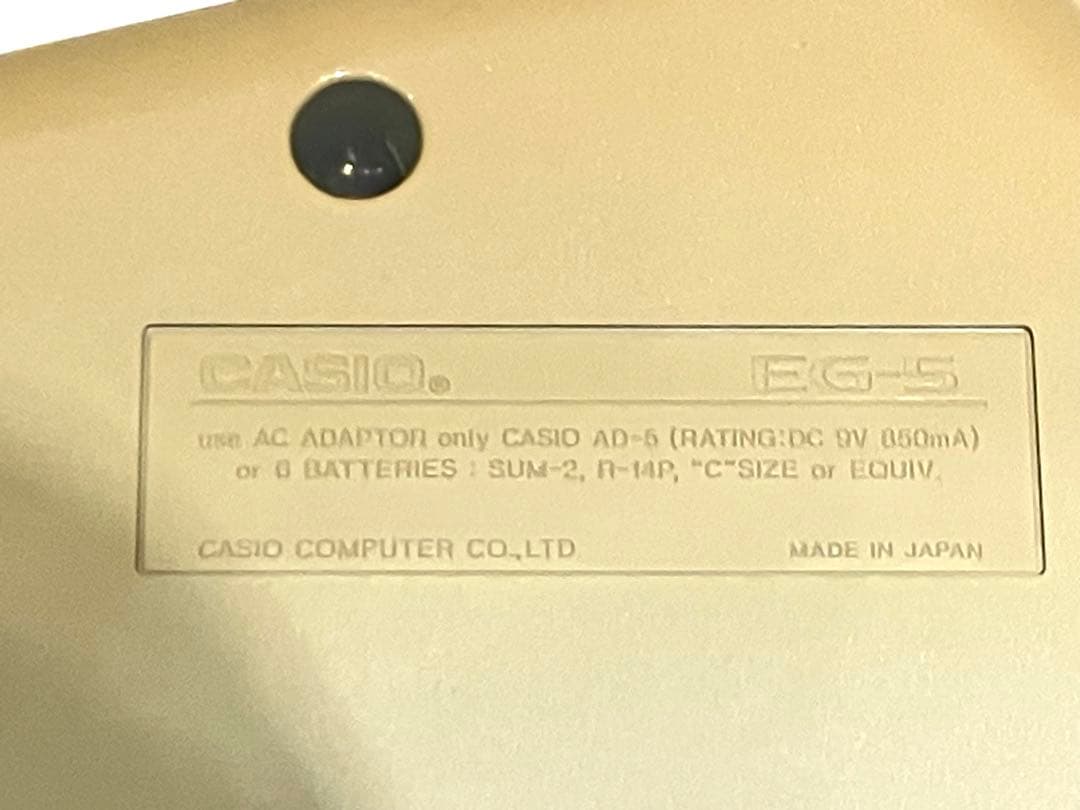 CASIO® EG-5
use AC ADAPTOR only CASIO AD-5 (RATING:DC 9V 850mA)
or 6 BATTERIES : SUM-2, R-14P, "C"SIZE or EQUIV.
CASIO COMPUTER CO.,LTD MADE IN JAPAN